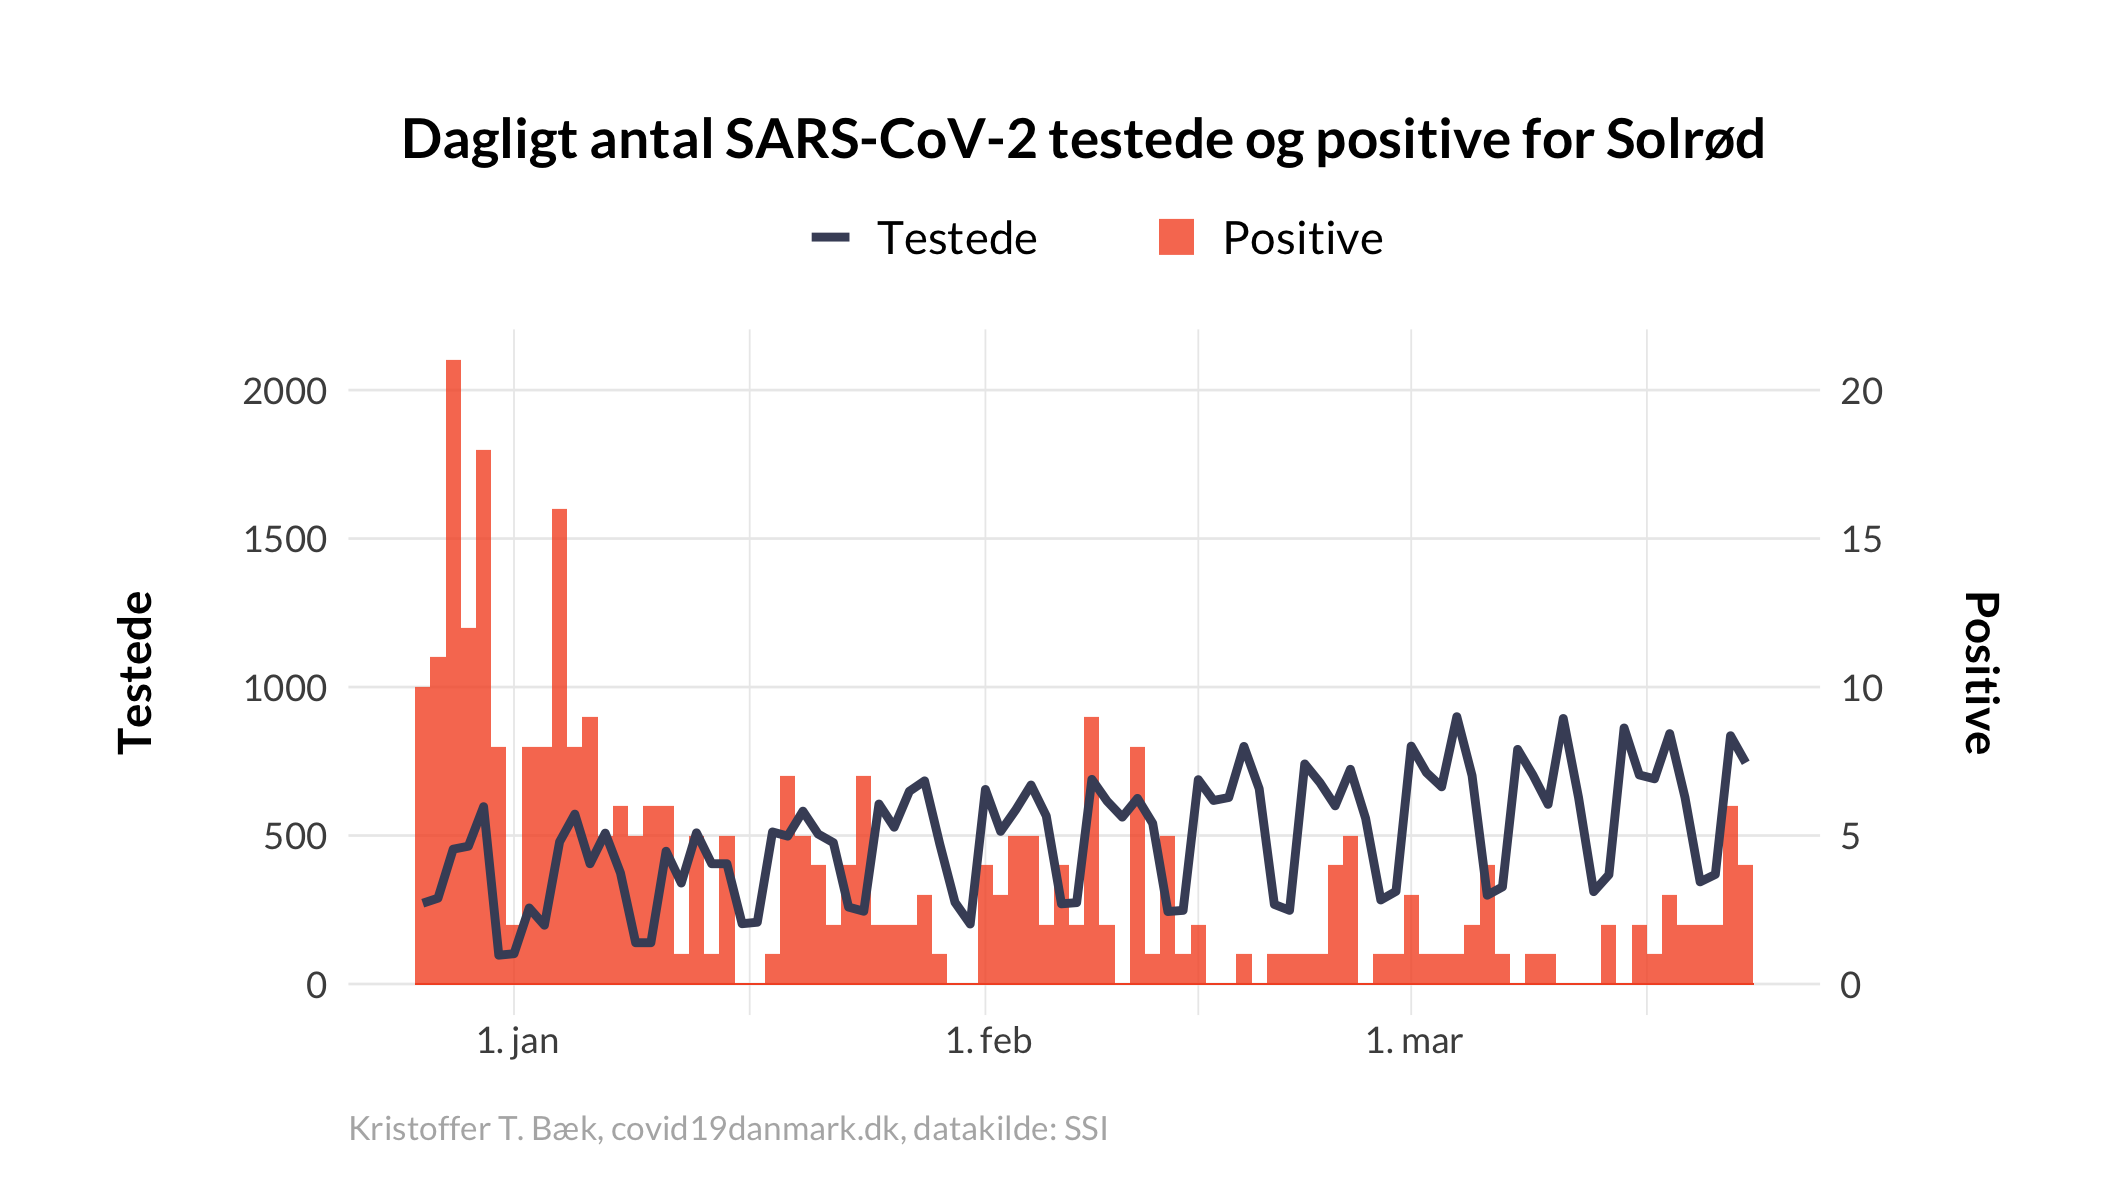 Dagligt antal SARS-CoV-2 testede og positive for Solrød
Testede Positive
2000 20
1500 15
1000 10
500 5
0 0
Testede
Positive
1. jan 1. feb 1. mar
Kristoffer T. Bæk, covid19danmark.dk, datakilde: SSI